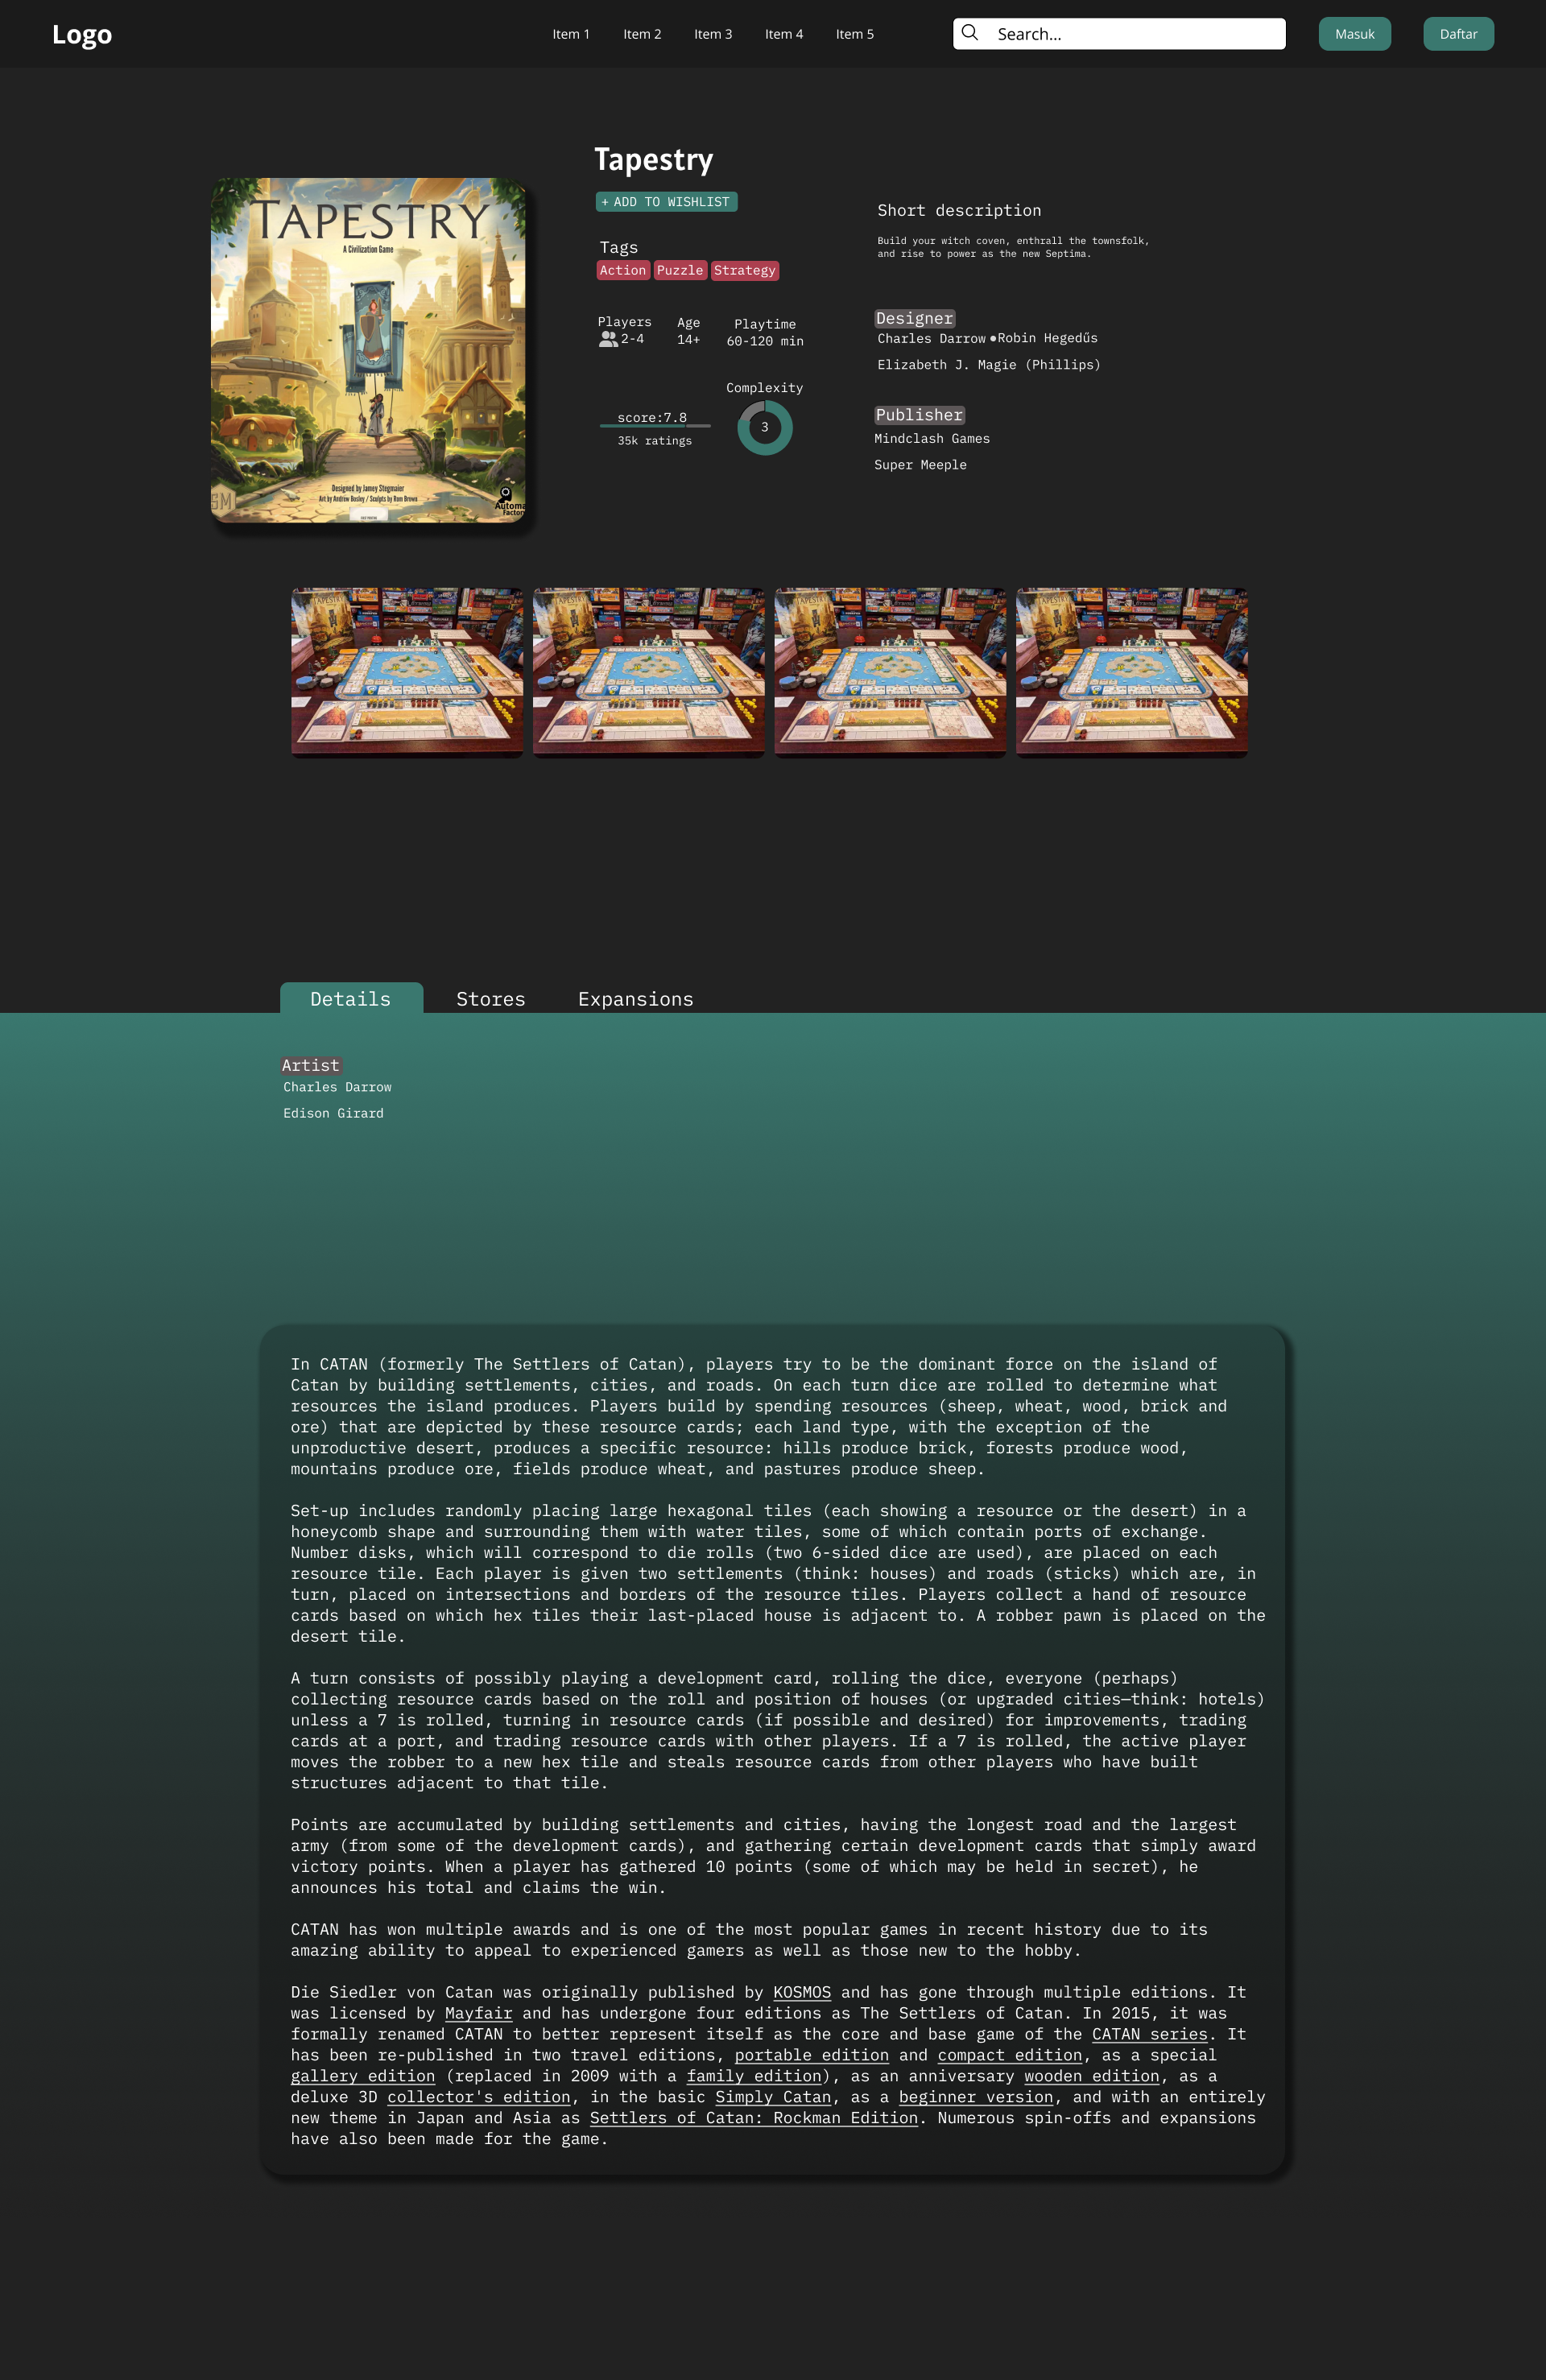 Logo
Item 1
Item 2
Item 3
Item 4
Item 5
Search...
Masuk
Daftar
TAPESTRY
A Civilization Game
Designed by Jamey Stegmaier
Art by Andrew Bosley / Sculpts by Rom Brown
SM
Automa
Factory
Tapestry
+ ADD TO WISHLIST
Tags
Action Puzzle Strategy
Players
2-4
Age
14+
Playtime
60-120 min
score:7.8
35k ratings
Complexity
3
Short description
Build your witch coven, enthrall the townsfolk,
and rise to power as the new Septima.
Designer
Charles Darrow ●Robin Hegedűs
Elizabeth J. Magie (Phillips)
Publisher
Mindclash Games
Super Meeple
TAPESTRY
TAPESTRY
TAPESTRY
TAPESTRY
Details
Stores
Expansions
Artist
Charles Darrow
Edison Girard
In CATAN (formerly The Settlers of Catan), players try to be the dominant force on the island of
Catan by building settlements, cities, and roads. On each turn dice are rolled to determine what
resources the island produces. Players build by spending resources (sheep, wheat, wood, brick and
ore) that are depicted by these resource cards; each land type, with the exception of the
unproductive desert, produces a specific resource: hills produce brick, forests produce wood,
mountains produce ore, fields produce wheat, and pastures produce sheep.
Set-up includes randomly placing large hexagonal tiles (each showing a resource or the desert) in a
honeycomb shape and surrounding them with water tiles, some of which contain ports of exchange.
Number disks, which will correspond to die rolls (two 6-sided dice are used), are placed on each
resource tile. Each player is given two settlements (think: houses) and roads (sticks) which are, in
turn, placed on intersections and borders of the resource tiles. Players collect a hand of resource
cards based on which hex tiles their last-placed house is adjacent to. A robber pawn is placed on the
desert tile.
A turn consists of possibly playing a development card, rolling the dice, everyone (perhaps)
collecting resource cards based on the roll and position of houses (or upgraded cities—think: hotels)
unless a 7 is rolled, turning in resource cards (if possible and desired) for improvements, trading
cards at a port, and trading resource cards with other players. If a 7 is rolled, the active player
moves the robber to a new hex tile and steals resource cards from other players who have built
structures adjacent to that tile.
Points are accumulated by building settlements and cities, having the longest road and the largest
army (from some of the development cards), and gathering certain development cards that simply award
victory points. When a player has gathered 10 points (some of which may be held in secret), he
announces his total and claims the win.
CATAN has won multiple awards and is one of the most popular games in recent history due to its
amazing ability to appeal to experienced gamers as well as those new to the hobby.
Die Siedler von Catan was originally published by KOSMOS and has gone through multiple editions. It
was licensed by Mayfair and has undergone four editions as The Settlers of Catan. In 2015, it was
formally renamed CATAN to better represent itself as the core and base game of the CATAN series. It
has been re-published in two travel editions, portable edition and compact edition, as a special
gallery edition (replaced in 2009 with a family edition), as an anniversary wooden edition, as a
deluxe 3D collector's edition, in the basic Simply Catan, as a beginner version, and with an entirely
new theme in Japan and Asia as Settlers of Catan: Rockman Edition. Numerous spin-offs and expansions
have also been made for the game.